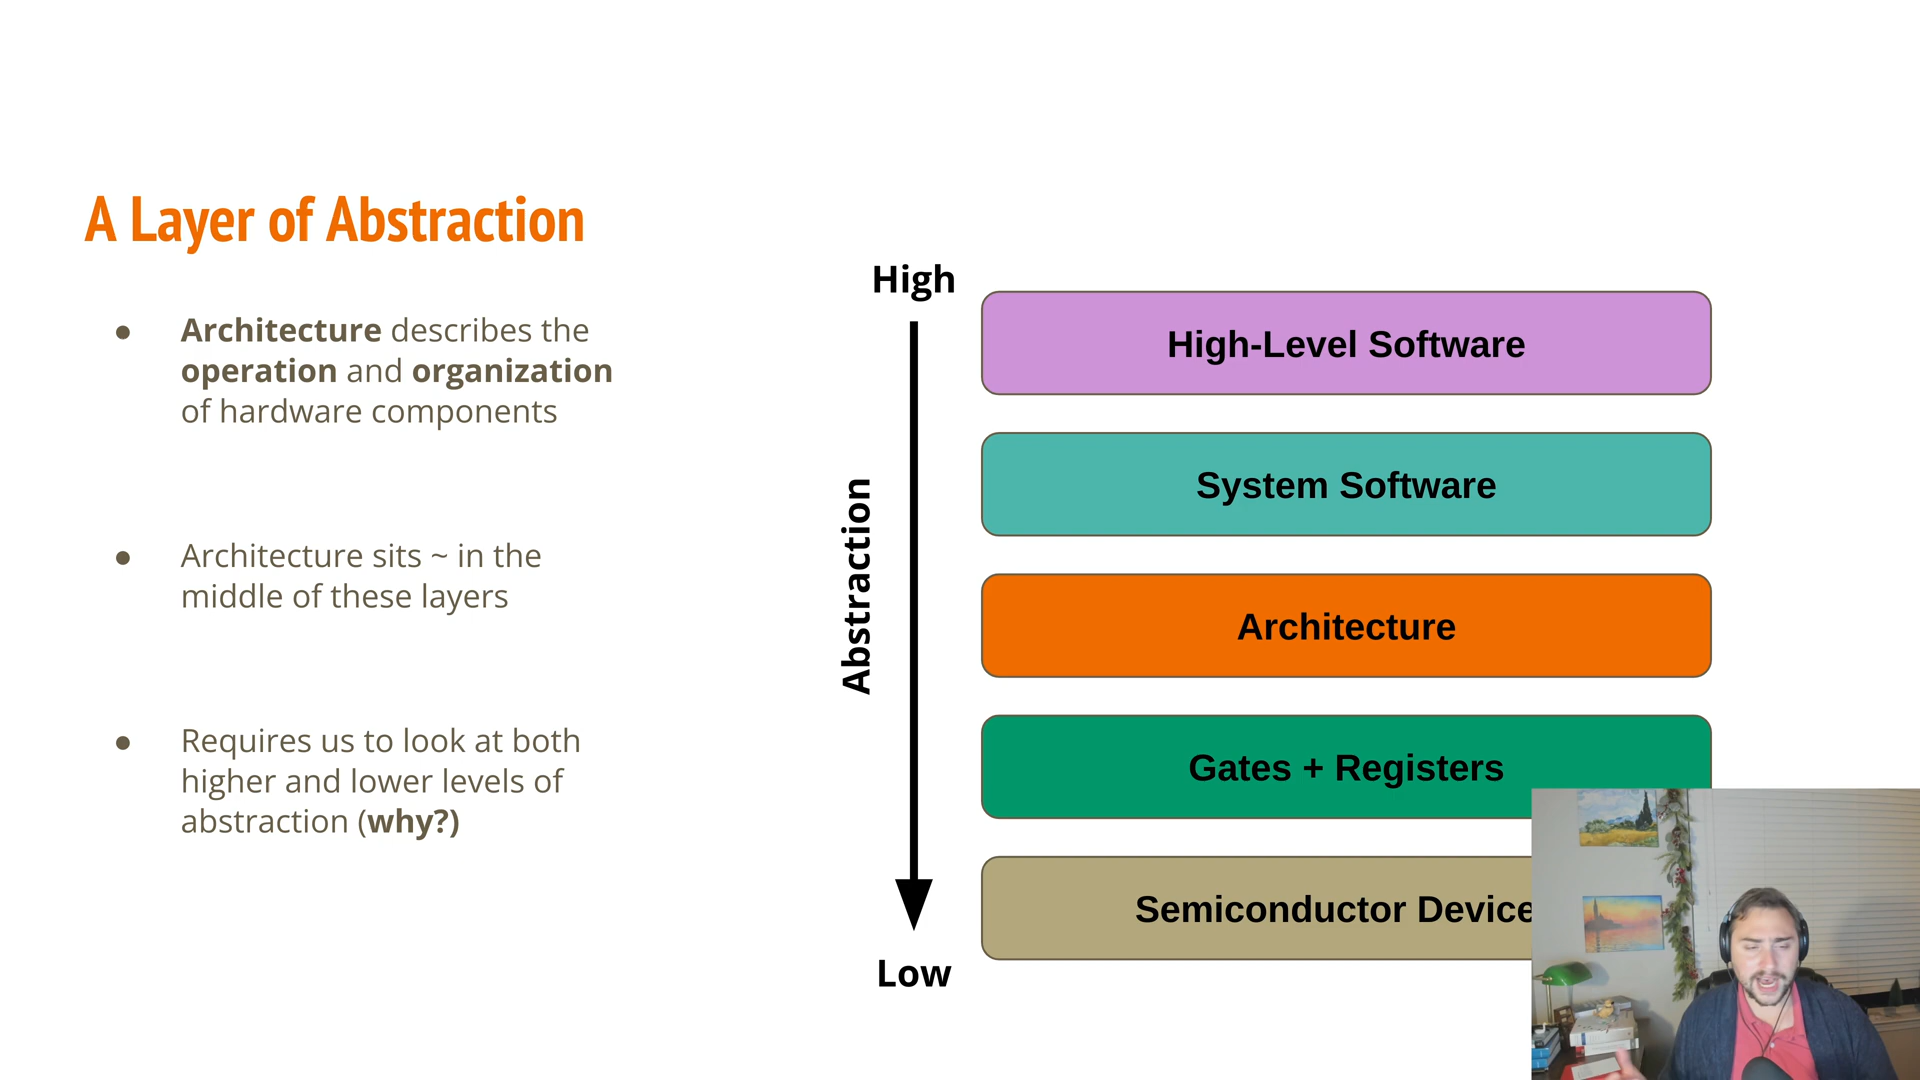 A Layer of Abstraction
● Architecture describes the
operation and organization
of hardware components
● Architecture sits ~ in the
middle of these layers
● Requires us to look at both
higher and lower levels of
abstraction (why?)
High
Abstraction
Low
High-Level Software
System Software
Architecture
Gates + Registers
Semiconductor Device